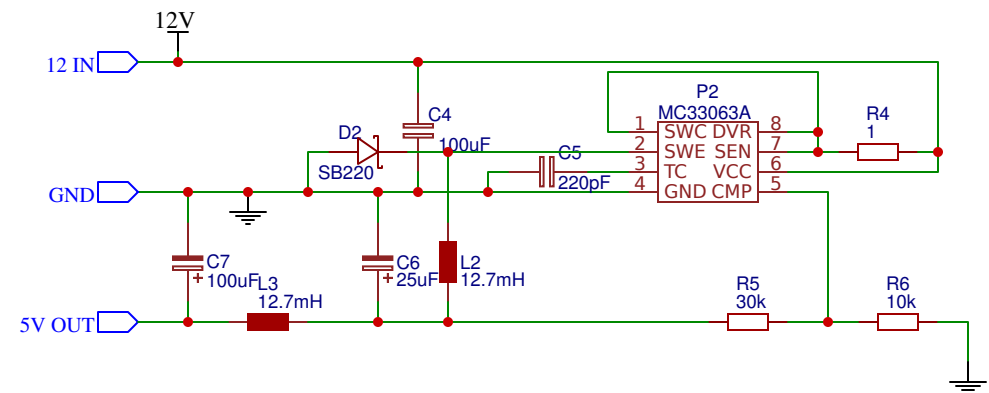 12V
12 IN
P2
MC33063A
C4
100uF
R4
1
D2
SB220
1 SWC DVR 8
2 SWE SEN 7
3 TC VCC 6
4 GND CMP 5
C5
220pF
GND
C7
100uF
+
L3
12.7mH
C6
25uF
+
L2
12.7mH
R5
30k
R6
10k
5V OUT